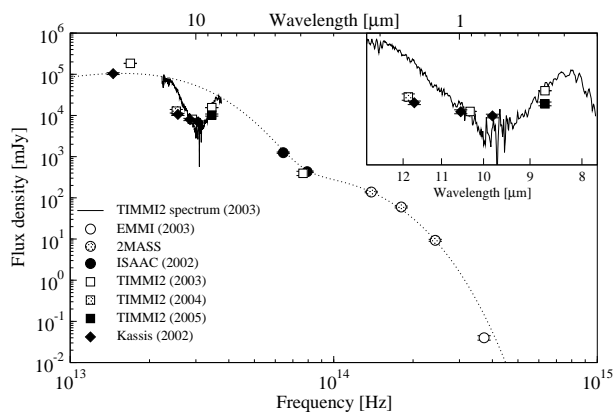 Wavelength [µm]
10
1
10^6
10^5
10^4
10^3
10^2
10^1
10^0
10^-1
10^-2
Flux density [mJy]
TIMMI2 spectrum (2003)
EMMI (2003)
2MASS
ISAAC (2002)
TIMMI2 (2003)
TIMMI2 (2004)
TIMMI2 (2005)
Kassis (2002)
12
11
10
9
8
Wavelength [µm]
10^13
10^14
10^15
Frequency [Hz]